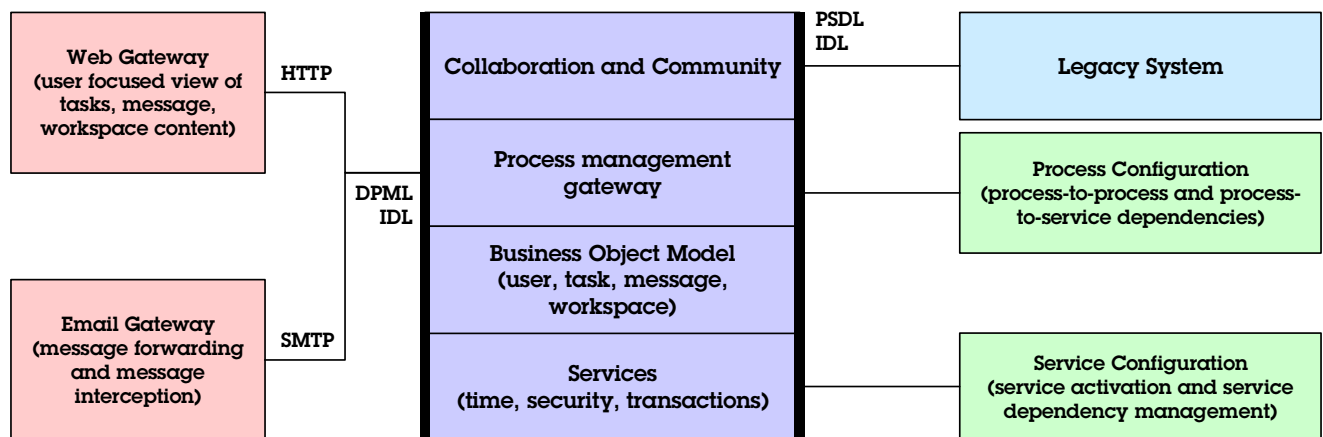 Web Gateway
(user focused view of
tasks, message,
workspace content)
HTTP
Email Gateway
(message forwarding
and message
interception)
SMTP
DPML
IDL
Collaboration and Community
Process management
gateway
Business Object Model
(user, task, message,
workspace)
Services
(time, security, transactions)
PSDL
IDL
Legacy System
Process Configuration
(process-to-process and process-
to-service dependencies)
Service Configuration
(service activation and service
dependency management)